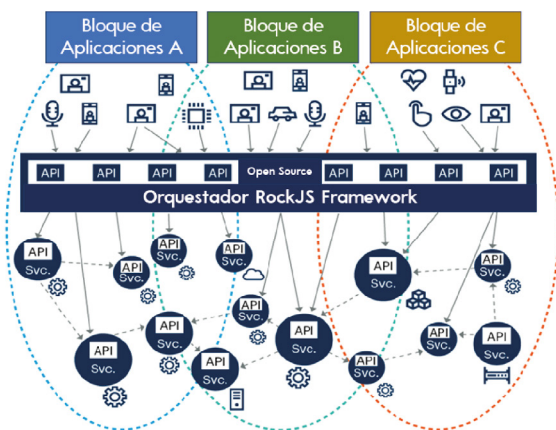 Bloque de
Aplicaciones A
Bloque de
Aplicaciones B
Bloque de
Aplicaciones C
API API API API Open Source API API API API
Orquestador RockJS Framework
API
Svc.
API
Svc.
API
Svc.
API
Svc.
API
Svc.
API
Svc.
API
Svc.
API
Svc.
API
Svc.
API
Svc.
API
Svc.
API
Svc.
API
Svc.
API
Svc.